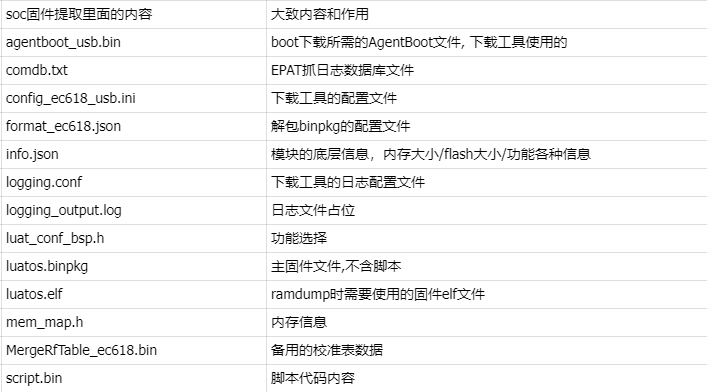 soc固件提取里面的内容 大致内容和作用
agentboot_usb.bin boot下载所需的AgentBoot文件, 下载工具使用的
comdb.txt EPAT抓日志数据库文件
config_ec618_usb.ini 下载工具的配置文件
format_ec618.json 解包binpkg的配置文件
info.json 模块的底层信息，内存大小/flash大小/功能各种信息
logging.conf 下载工具的日志配置文件
logging_output.log 日志文件占位
luat_conf_bsp.h 功能选择
luatos.binpkg 主固件文件,不含脚本
luatos.elf ramdump时需要使用的固件elf文件
mem_map.h 内存信息
MergeRfTable_ec618.bin 备用的校准表数据
script.bin 脚本代码内容